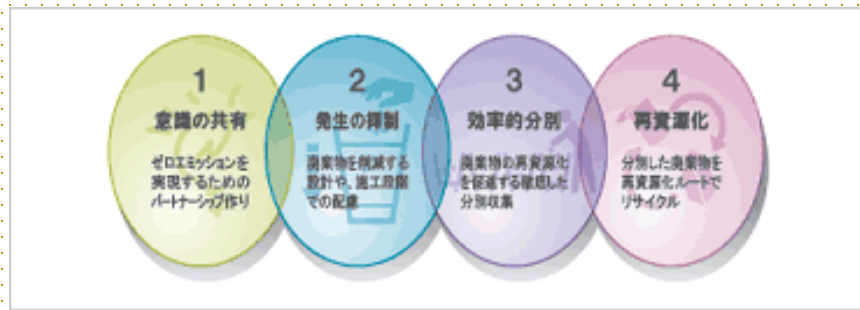 1
意識の共有
ゼロエミッションを
実現するための
パートナーシップ作り
2
発生の抑制
廃棄物を削減する
設計や、施工段階
での配慮
3
効率的分別
廃棄物の再資源化
を促進する徹底した
分別収集
4
再資源化
分別した廃棄物を
再資源化ルートで
リサイクル